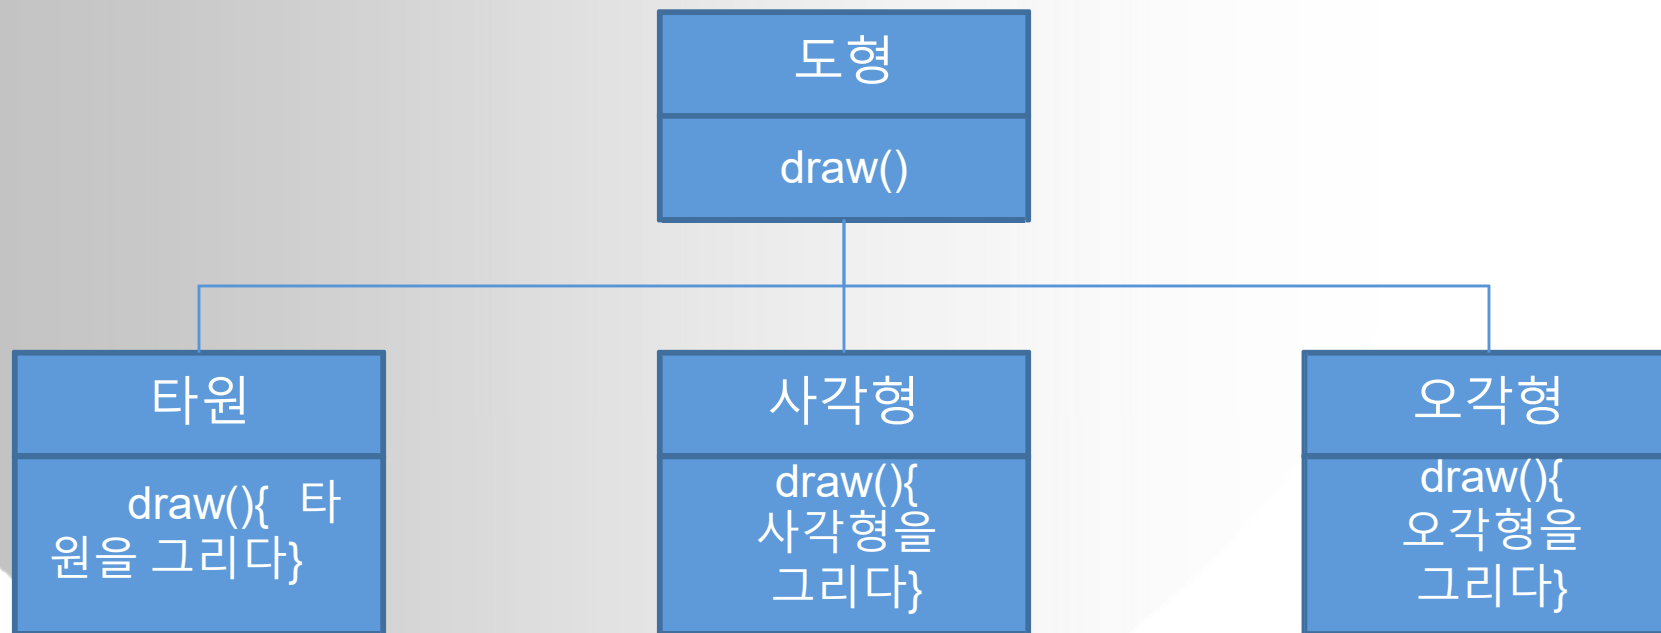 도형
draw()
타원
draw(){ 타
원을 그리다}
사각형
draw(){
사각형을
그리다}
오각형
draw(){
오각형을
그리다}